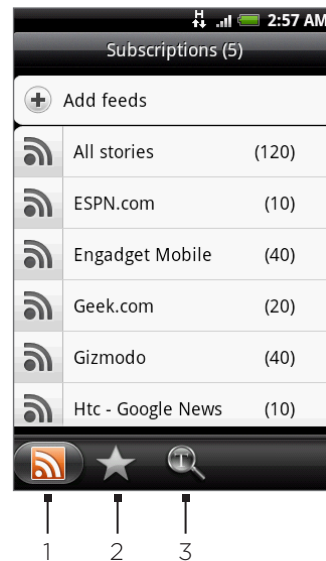 H 2:57 AM
Subscriptions (5)
Add feeds
All stories (120)
ESPN.com (10)
Engadget Mobile (40)
Geek.com (20)
Gizmodo (40)
Htc - Google News (10)
T
1 2 3